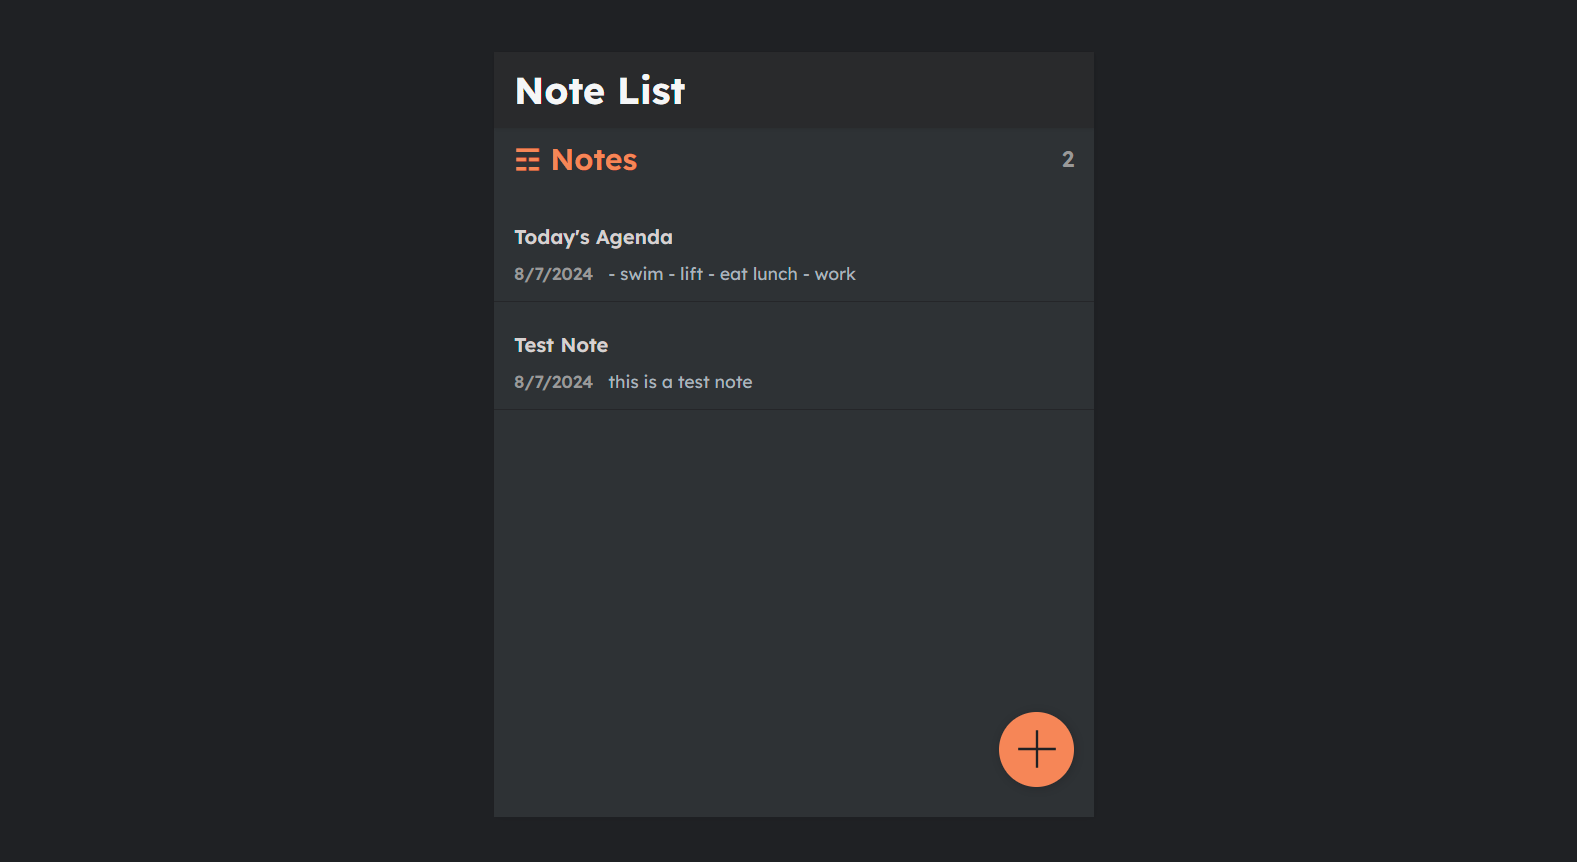 Note List
☶ Notes 2
Today's Agenda
8/7/2024 - swim - lift - eat lunch - work
Test Note
8/7/2024 this is a test note